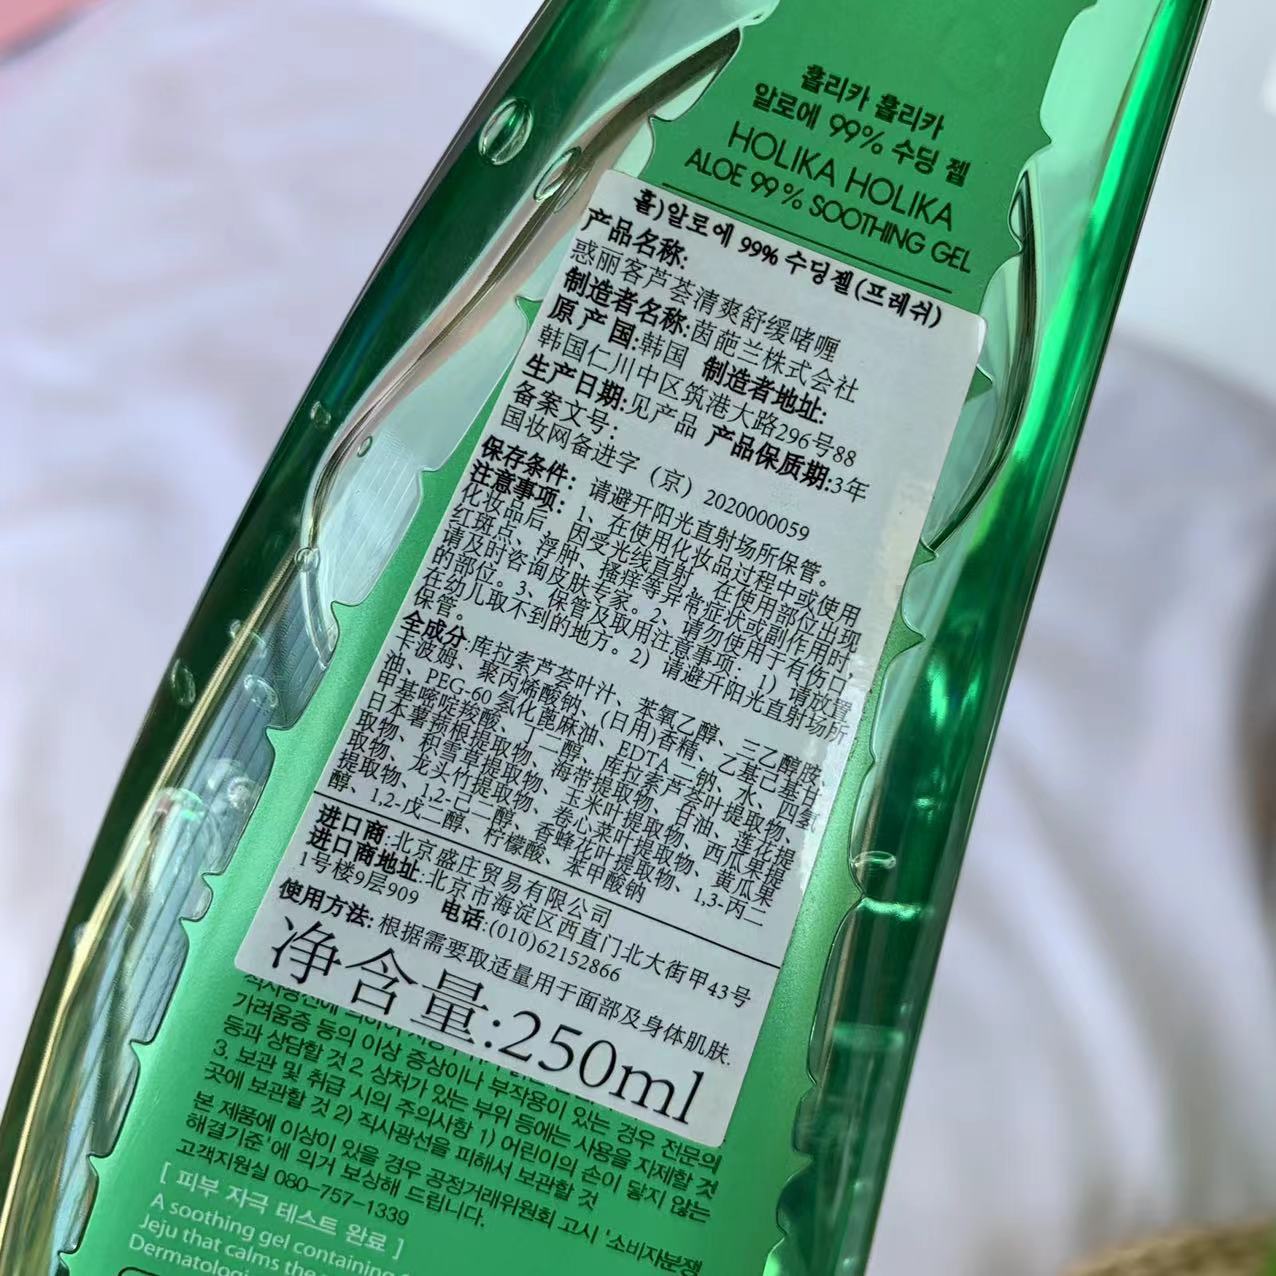 홀리카 홀리카
알로에 99% 수딩 젤
HOLIKA HOLIKA
ALOE 99% SOOTHING GEL
홀)알로에 99% 수딩젤(프레쉬)
产品名称:
惑丽客芦荟清爽舒缓啫喱
制造者名称:茵葩兰株式会社
原产国:韩国 制造者地址:
韩国仁川中区筑港大路296号88
生产日期:见产品 产品保质期:3年
备案文号:
国妆网备进字（京）2020000059
保存条件: 请避开阳光直射场所保管。
注意事项: 1、在使用化妆品过程中或使用
化妆品后，因受光线直射，在使用部位出现
红斑点、浮肿、搔痒等异常症状或副作用时，
请及时咨询皮肤专家。2、请勿使用于有伤口
的部位。3、保管及取用注意事项: 1) 请放置
在幼儿取不到的地方。2) 请避开阳光直射场所
保管。
全成分:库拉索芦荟叶汁、苯氧乙醇、三乙醇胺、
卡波姆、聚丙烯酸钠、(日用)香精、乙基己基甘
油、PEG-60 氢化蓖麻油、EDTA 二钠、水、四氢
甲基嘧啶羧酸、丁二醇、库拉索芦荟叶提取物、
日本薯蓣根提取物、海带提取物、甘油、莲花提
取物、积雪草提取物、玉米叶提取物、西瓜果
取物、龙头竹提取物、卷心菜叶提取物、黄瓜果
提取物、1,2-己二醇、香蜂花叶提取物、1,3-丙二
醇、1,2-戊二醇、柠檬酸、苯甲酸钠
进口商:北京盛庄贸易有限公司
进口商地址:北京市海淀区西直门北大街甲43号
1号楼9层909 电话:(010)62152866
使用方法: 根据需要取适量用于面部及身体肌肤.
净含量:250ml
가려움증 등의 이상 증상이나 부작용이 있는 경우 전문의
등과 상담할 것 2 상처가 있는 부위 등에는 사용을 자제할 것
3. 보관 및 취급 시의 주의사항 1) 어린이의 손이 닿지 않는
곳에 보관할 것 2) 직사광선을 피해서 보관할 것
본 제품에 이상이 있을 경우 공정거래위원회 고시 '소비자분쟁
해결기준'에 의거 보상해 드립니다.
고객지원실 080-757-1339
[ 피부 자극 테스트 완료 ]
A soothing gel containing
Jeju that calms the
Dermatologi